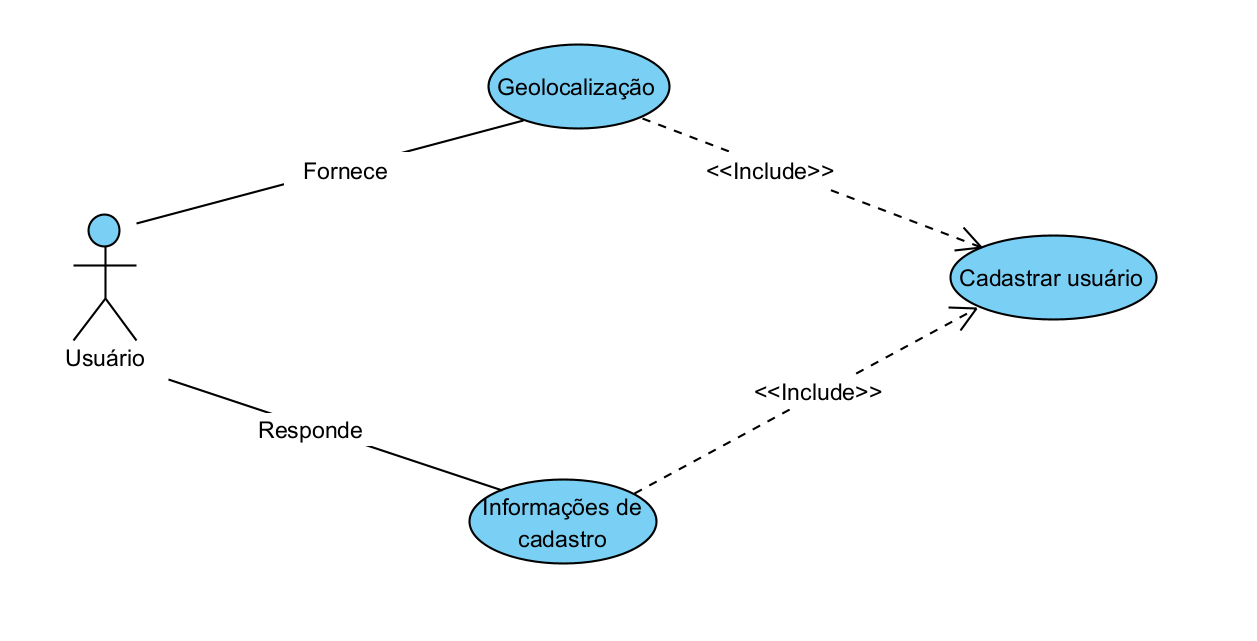 Geolocalização
Fornece
<<Include>>
Cadastrar usuário
Usuário
<<Include>>
Responde
Informações de
cadastro